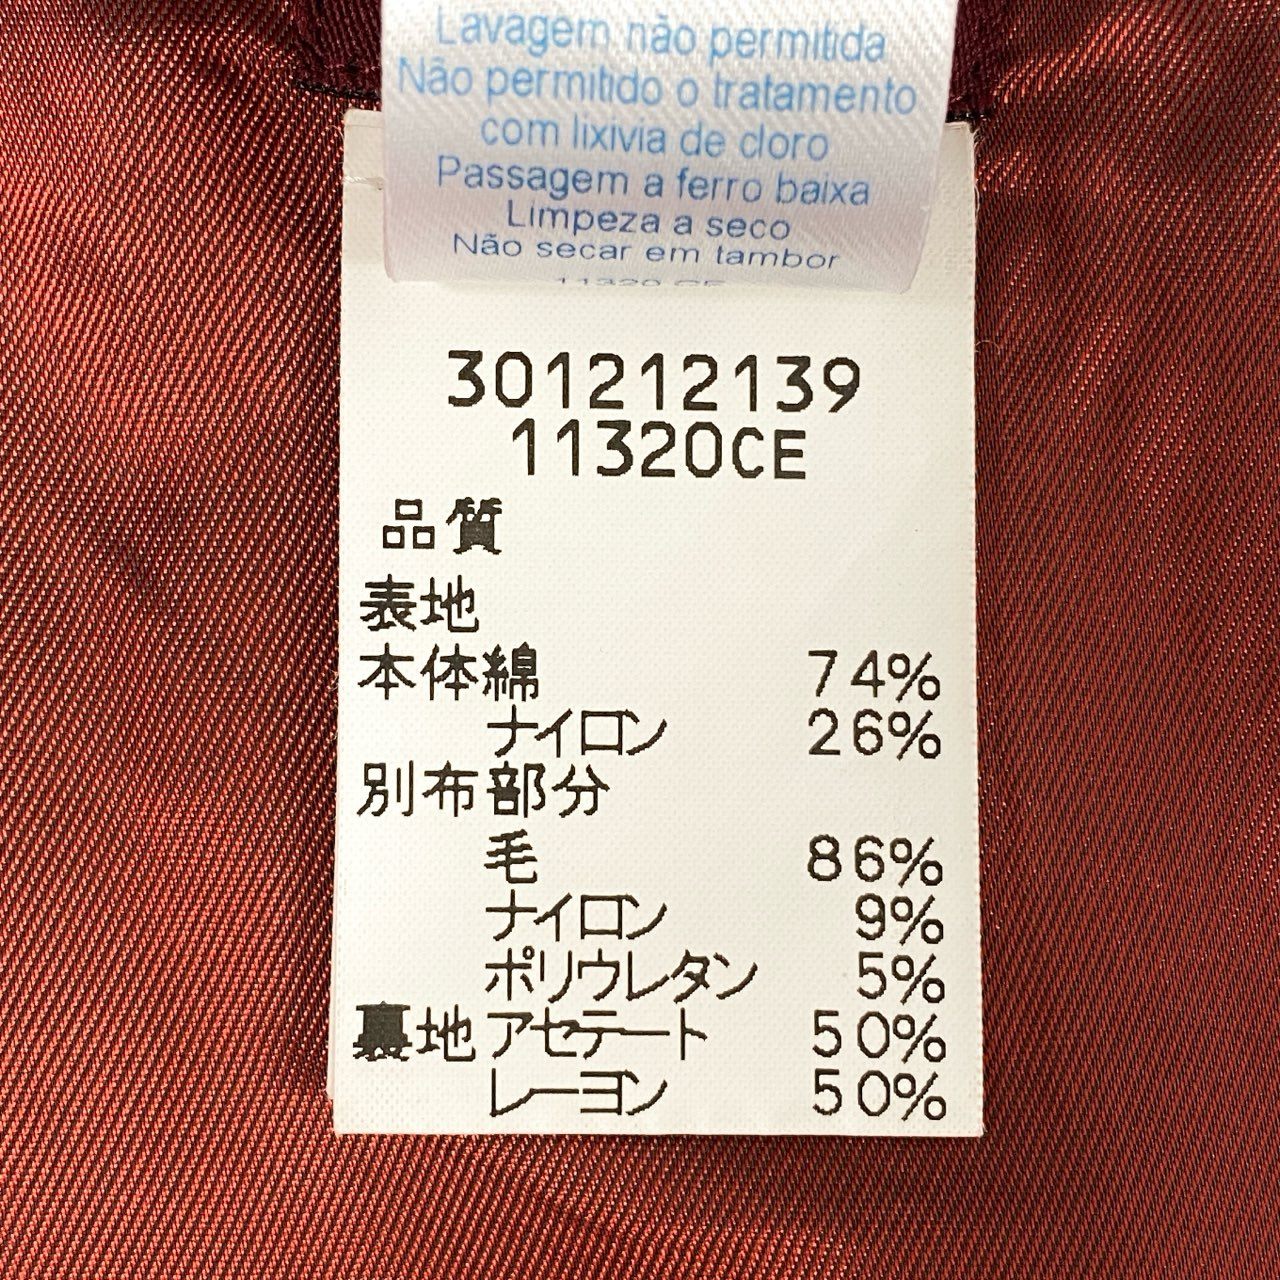 Lavagem não permitida
Não permitido o tratamento
com lixivia de cloro
Passagem a ferro baixa
Limpeza a seco
Não secar em tambor
11320 CE
301212139
11320CE
品質
表地
本体綿 74%
ナイロン 26%
別布部分
毛 86%
ナイロン 9%
ポリウレタン 5%
裏地 アセテート 50%
レーヨン 50%